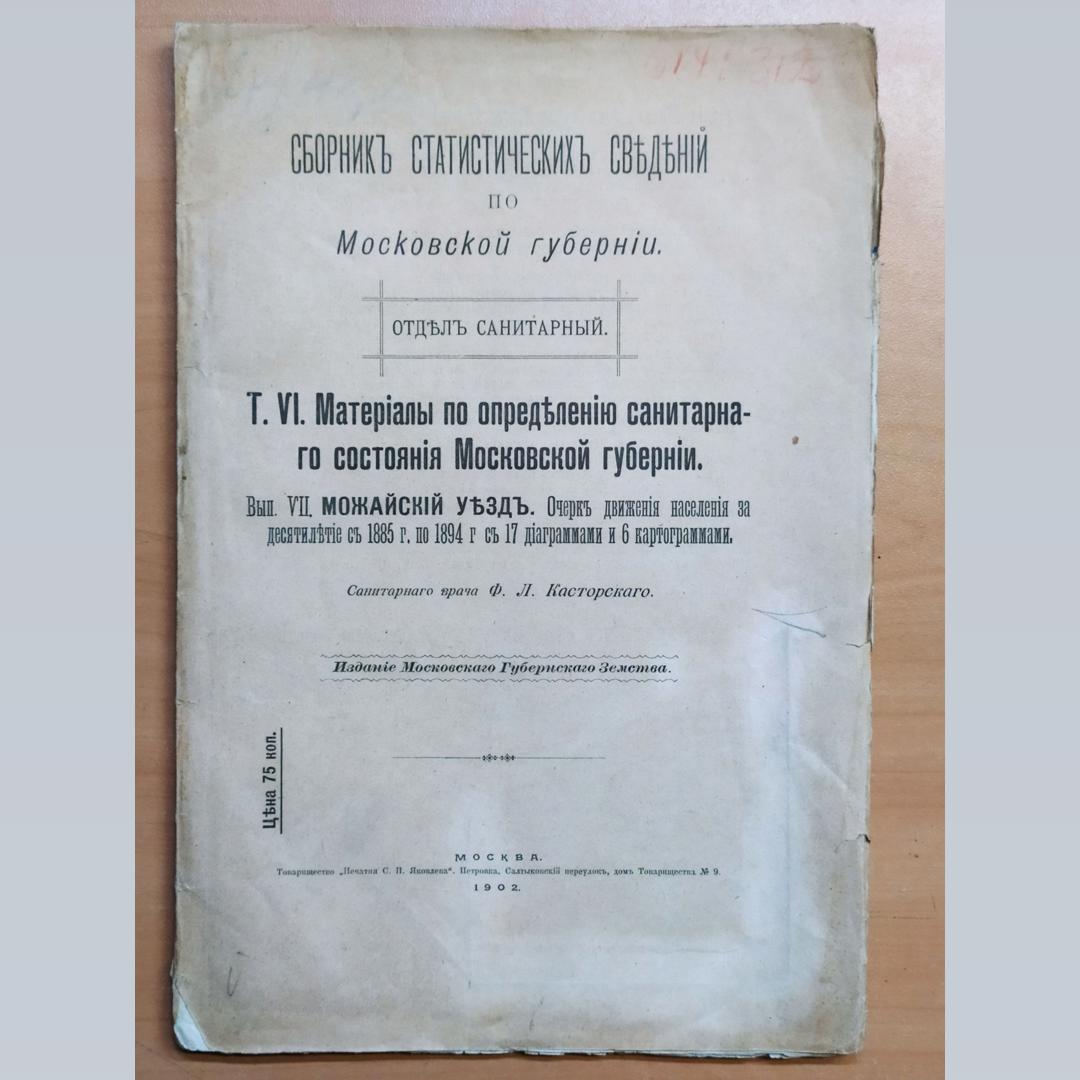 СБОРНИКЪ СТАТИСТИЧЕСКИХЪ СВѢДѢНІЙ
ПО
Московской губерніи.
ОТДѢЛЪ САНИТАРНЫЙ.
Т. VI. Матеріалы по опредѣленію санитарна-
го состоянія Московской губерніи.
Вып. VII. МОЖАЙСКІЙ УѢЗДЪ. Очеркъ движенія населенія за
десятилѣтіе съ 1885 г. по 1894 г съ 17 діаграммами и 6 картограммами.
Санитарнаго врача Ф. Л. Касторскаго.
Изданіе Московскаго Губернскаго Земства.
Цѣна 75 коп.
МОСКВА.
Товарищество „Печатня С. П. Яковлева“. Петровка, Салтыковскій переулокъ, домъ Товарищества № 9.
1902.